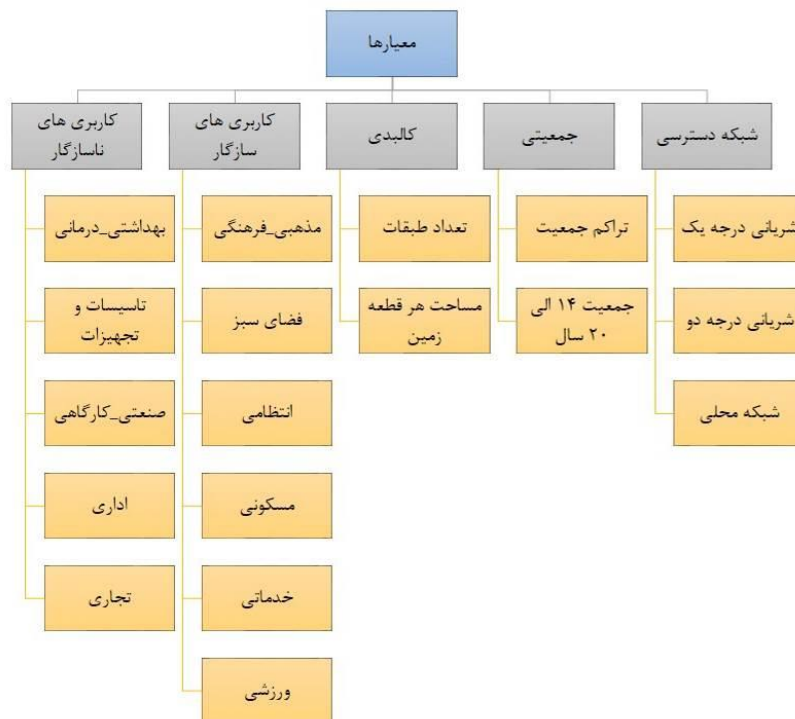 معیارها
شبکه دسترسی
شریانی درجه یک
شریانی درجه دو
شبکه محلی
جمعیتی
تراکم جمعیت
جمعیت ۱۴ الی
۲۰ سال
کالبدی
تعداد طبقات
مساحت هر قطعه
زمین
کاربری های
سازگار
مذهبی_فرهنگی
فضای سبز
انتظامی
مسکونی
خدماتی
ورزشی
کاربری های
ناسازگار
بهداشتی_درمانی
تاسیسات و
تجهیزات
صنعتی_کارگاهی
اداری
تجاری